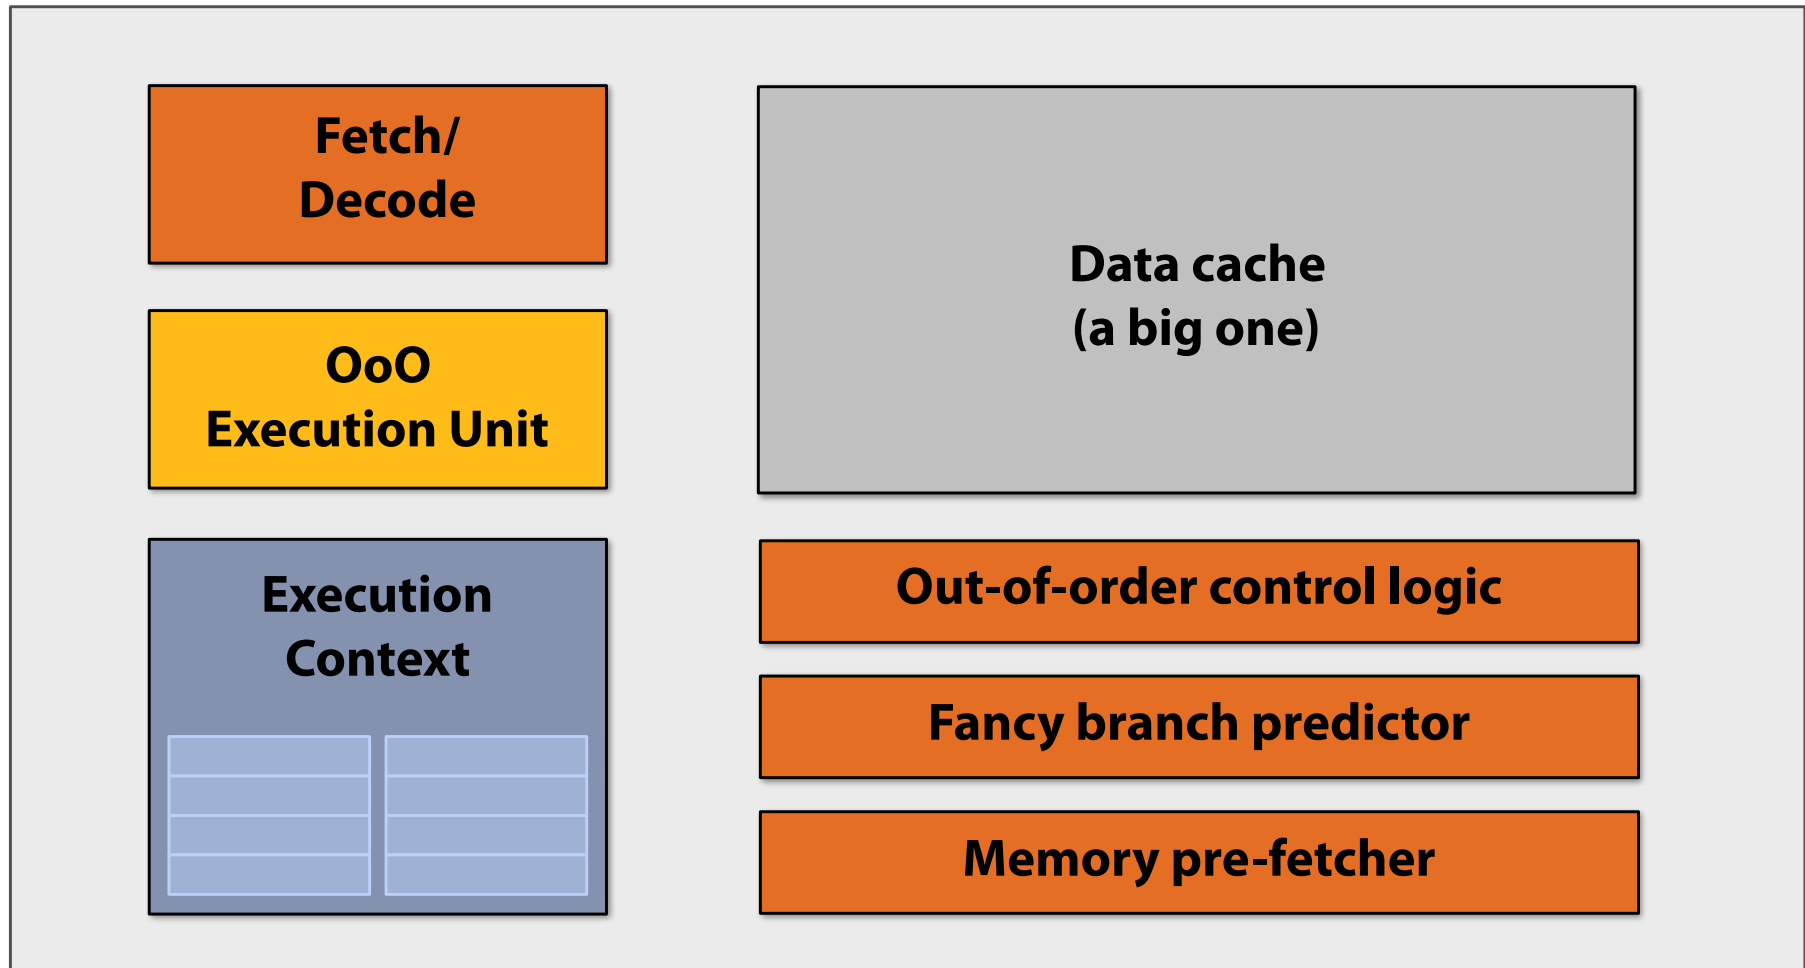 Fetch/
Decode
OoO
Execution Unit
Execution
Context
Data cache
(a big one)
Out-of-order control logic
Fancy branch predictor
Memory pre-fetcher